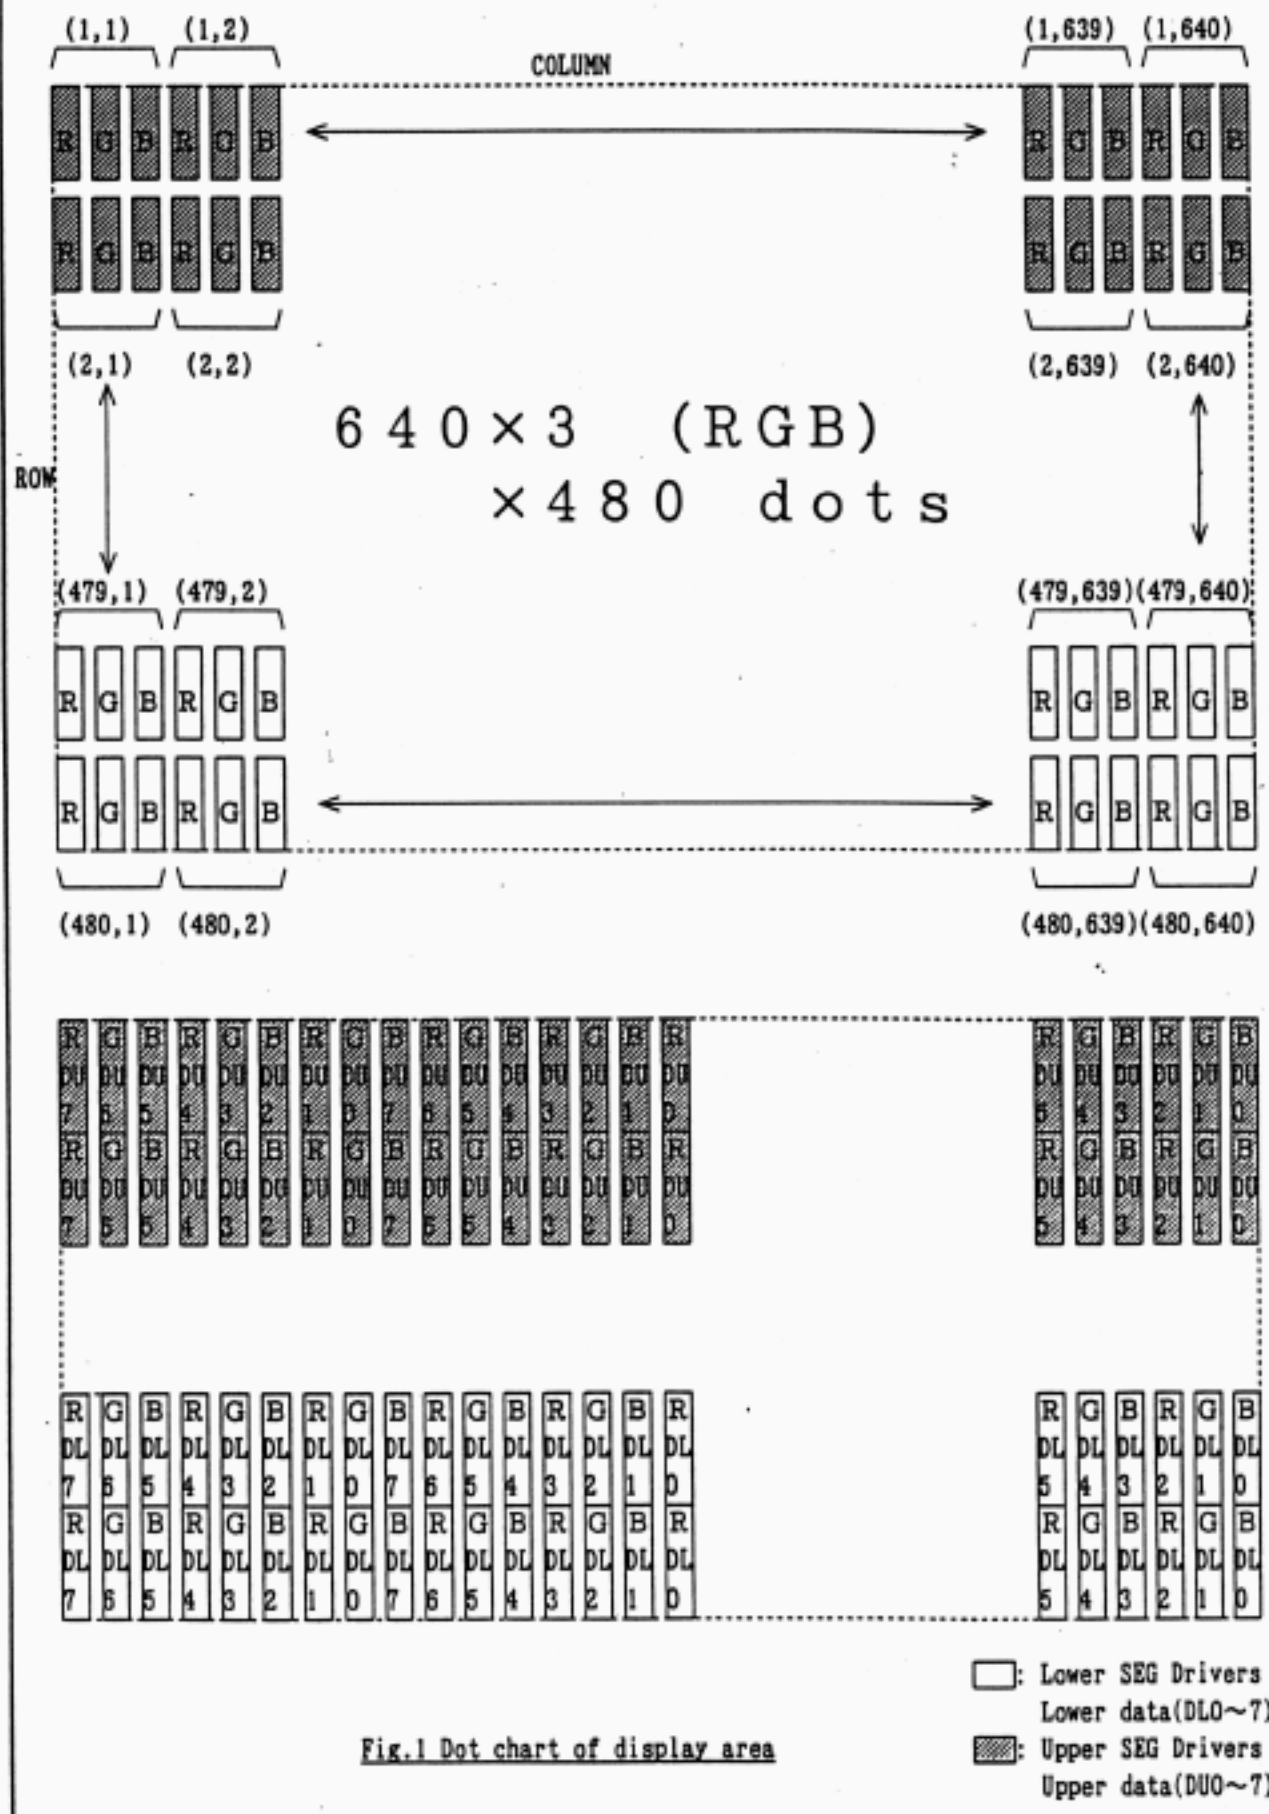 (1,1) (1,2) (1,639) (1,640)
COLUMN
R G B R G B R G B R G B
R G B R G B R G B R G B
(2,1) (2,2) (2,639) (2,640)
640×3 (RGB)
ROW
×480 dots
(479,1) (479,2) (479,639)(479,640)
R G B R G B R G B R G B
R G B R G B R G B R G B
(480,1) (480,2) (480,639)(480,640)
R G B R G B R G B R G B R G B R R G B R G B
DU DU DU DU DU DU DU DU DU DU DU DU DU DU DU DU DU DU DU DU DU DU
7 6 5 4 3 2 1 0 7 6 5 4 3 2 1 0 5 4 3 2 1 0
R G B R G B R G B R G B R G B R R G B R G B
DU DU DU DU DU DU DU DU DU DU DU DU DU DU DU DU DU DU DU DU DU DU
7 6 5 4 3 2 1 0 7 6 5 4 3 2 1 0 5 4 3 2 1 0
R G B R G B R G B R G B R G B R R G B R G B
DL DL DL DL DL DL DL DL DL DL DL DL DL DL DL DL DL DL DL DL DL DL
7 6 5 4 3 2 1 0 7 6 5 4 3 2 1 0 5 4 3 2 1 0
R G B R G B R G B R G B R G B R R G B R G B
DL DL DL DL DL DL DL DL DL DL DL DL DL DL DL DL DL DL DL DL DL DL
7 6 5 4 3 2 1 0 7 6 5 4 3 2 1 0 5 4 3 2 1 0
: Lower SEG Drivers
Lower data(DL0~7)
Fig.1 Dot chart of display area
: Upper SEG Drivers
Upper data(DU0~7)